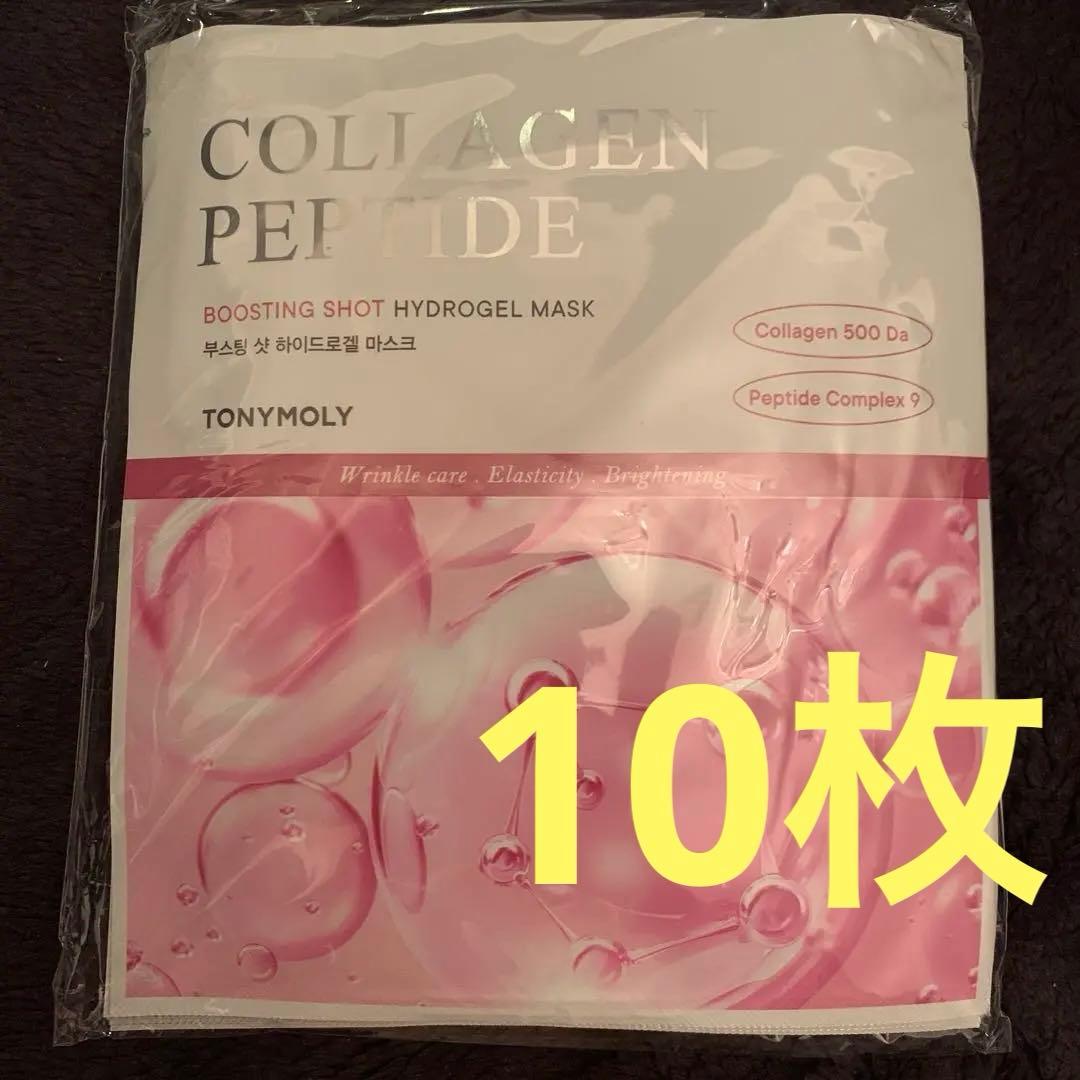 COLLAGEN
PEPTIDE
BOOSTING SHOT HYDROGEL MASK
부스팅 샷 하이드로겔 마스크
Collagen 500 Da
Peptide Complex 9
TONYMOLY
Wrinkle care . Elasticity . Brightening
10枚